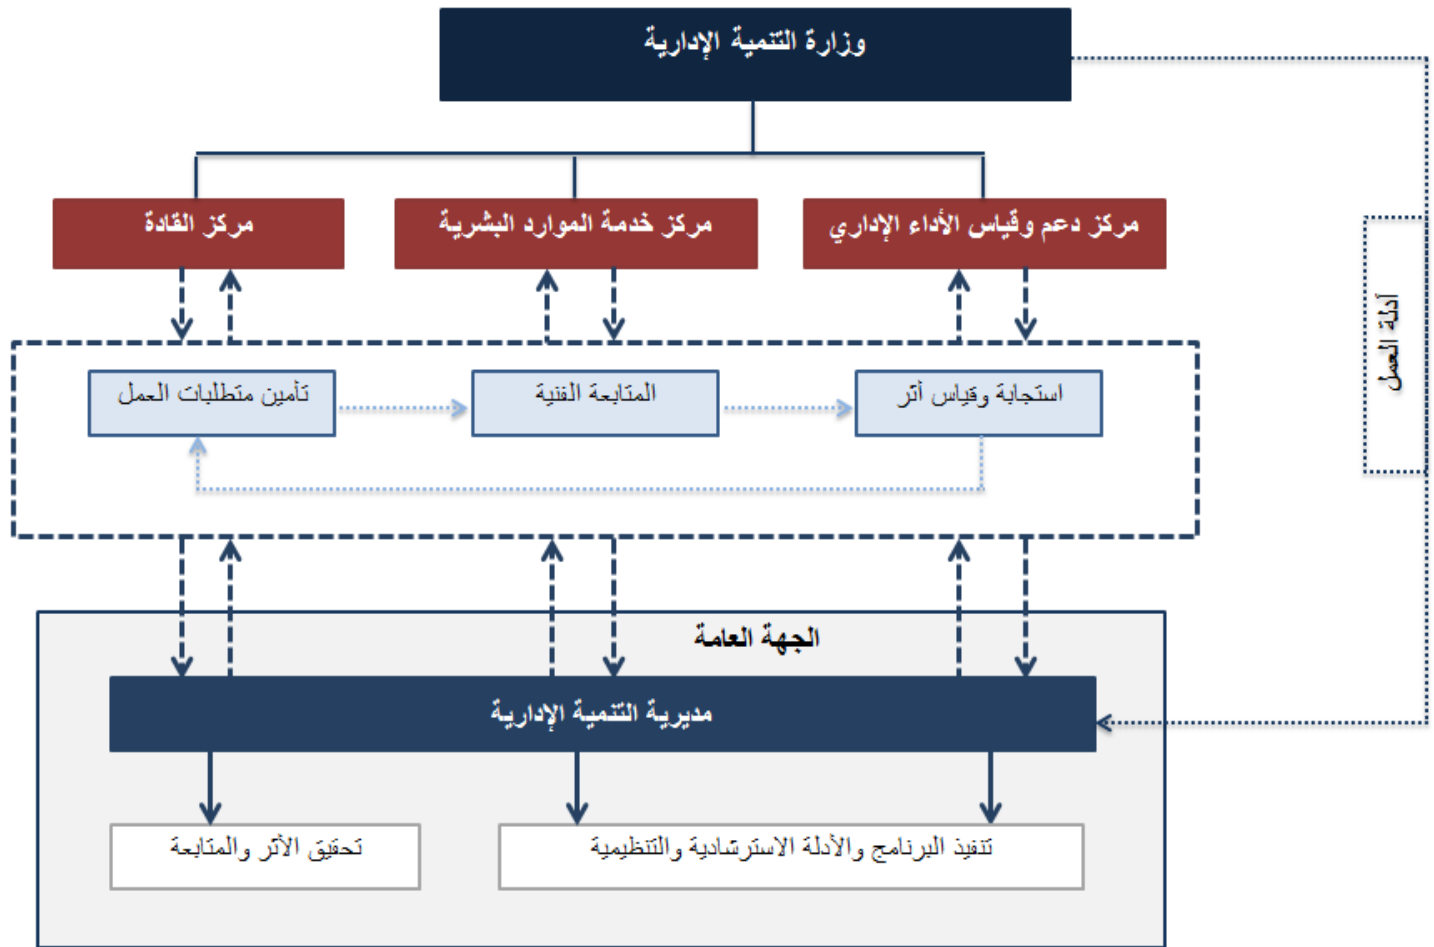 وزارة التنمية الإدارية
مركز دعم وقياس الأداء الإداري
مركز خدمة الموارد البشرية
مركز القادة
أدلة العمل
استجابة وقياس أثر
المتابعة الفنية
تأمين متطلبات العمل
الجهة العامة
مديرية التنمية الإدارية
تنفيذ البرنامج والأدلة الاسترشادية والتنظيمية
تحقيق الأثر والمتابعة